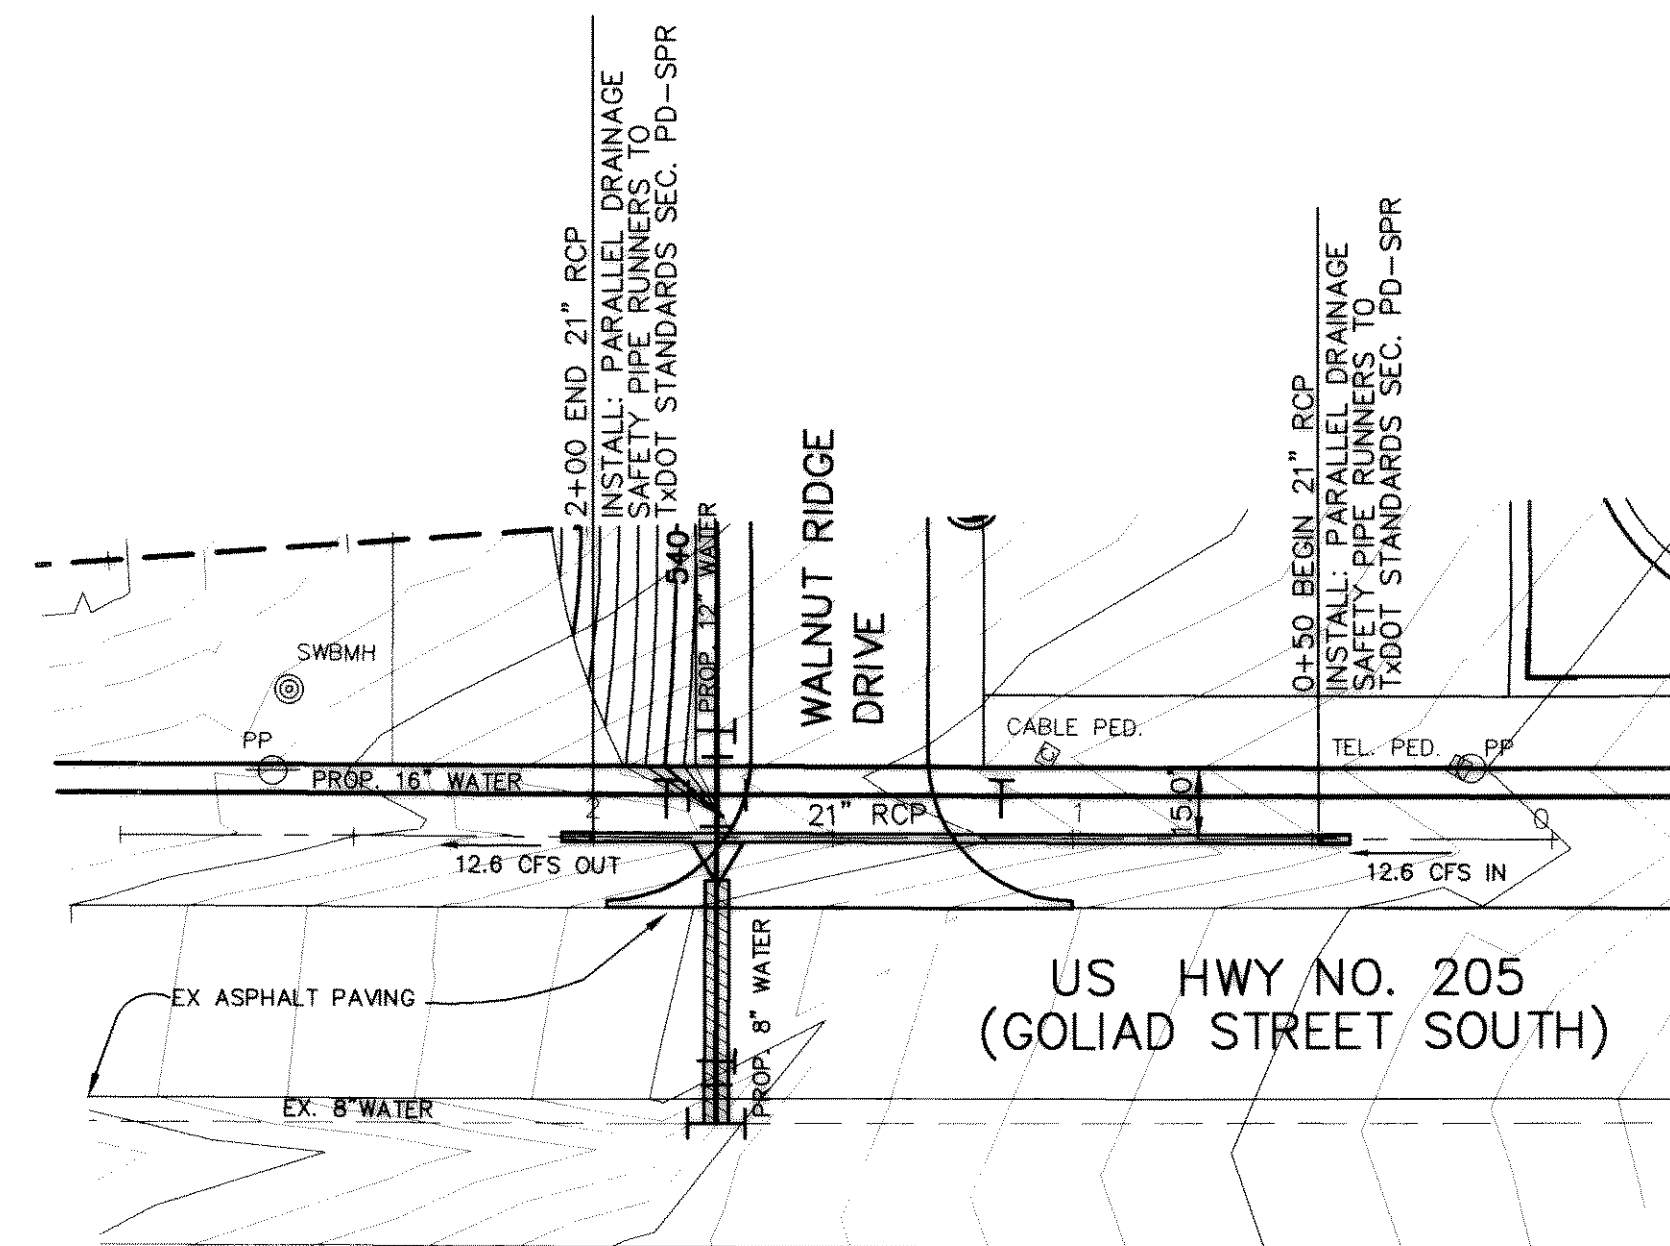 2+00 END 21" RCP
INSTALL: PARALLEL DRAINAGE
SAFETY PIPE RUNNERS TO
TxDOT STANDARDS SEC. PD-SPR
540
PROP. 12" WATER
WALNUT RIDGE
DRIVE
0+50 BEGIN 21" RCP
INSTALL: PARALLEL DRAINAGE
SAFETY PIPE RUNNERS TO
TxDOT STANDARDS SEC. PD-SPR
SWBMH
PP
CABLE PED.
TEL. PED.
PP
PROP. 16" WATER
2
21" RCP
1
15.0'
0
12.6 CFS OUT
12.6 CFS IN
EX ASPHALT PAVING
PROP. 8" WATER
US HWY NO. 205
(GOLIAD STREET SOUTH)
EX. 8"WATER